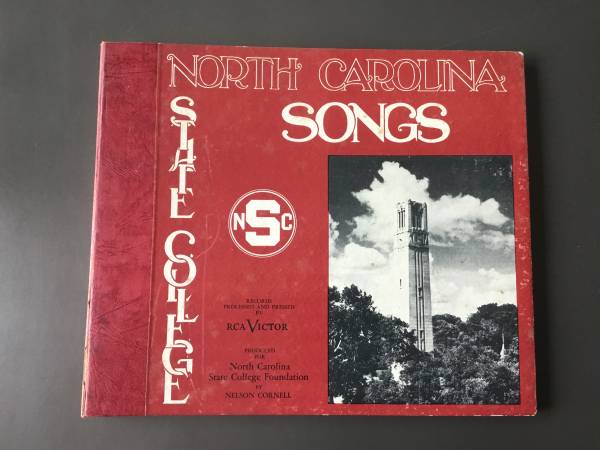 NORTH CAROLINA
STATE COLLEGE
SONGS
NSC
RECORDS
PROCESSED AND PRESSED
BY
RCA VICTOR
PRODUCED
FOR
North Carolina
State College Foundation
BY
NELSON CORNELL